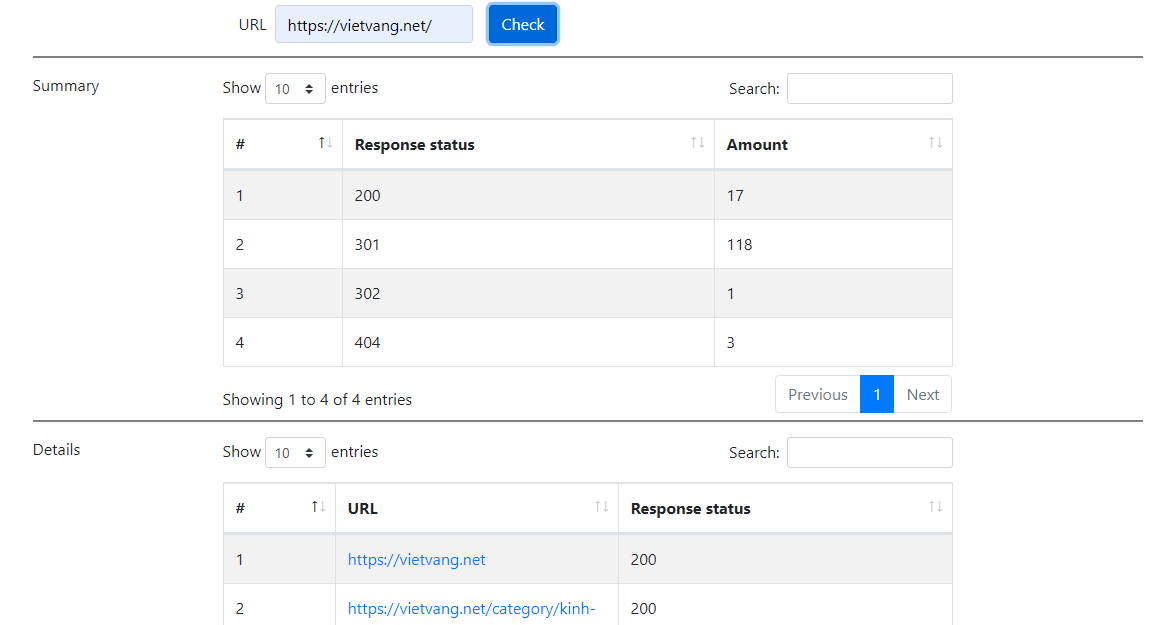 URL https://vietvang.net/ Check
Summary Show 10 entries Search:
# Response status Amount
1 200 17
2 301 118
3 302 1
4 404 3
Showing 1 to 4 of 4 entries Previous 1 Next
Details Show 10 entries Search:
# URL Response status
1 https://vietvang.net 200
2 https://vietvang.net/category/kinh- 200